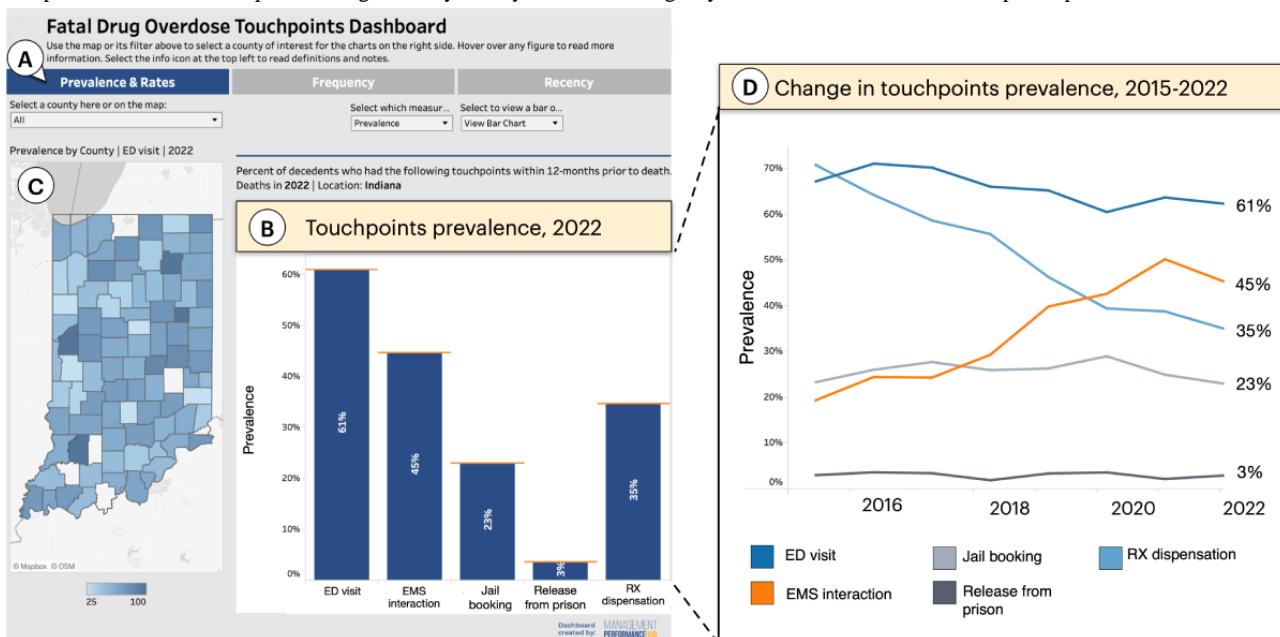 Fatal Drug Overdose Touchpoints Dashboard
Use the map or its filter above to select a county of interest for the charts on the right side. Hover over any figure to read more
information. Select the info icon at the top left to read definitions and notes.
A
Prevalence & Rates
Frequency
Recency
Select a county here or on the map:
All
Select which measur...
Select to view a bar o...
Prevalence
View Bar Chart
Prevalence by County | ED visit | 2022
C
© Mapbox © OSM
25
100
Percent of decedents who had the following touchpoints within 12-months prior to death.
Deaths in 2022 | Location: Indiana
B
Touchpoints prevalence, 2022
Prevalence
60%
50%
40%
30%
20%
10%
0%
61%
45%
23%
3%
35%
ED visit
EMS
interaction
Jail
booking
Release
from prison
RX
dispensation
Dashboard
created by:
MANAGEMENT
PERFORMANCE HUB
D
Change in touchpoints prevalence, 2015-2022
Prevalence
70%
60%
50%
40%
30%
20%
10%
0%
61%
45%
35%
23%
3%
2016
2018
2020
2022
ED visit
Jail booking
RX dispensation
EMS interaction
Release from
prison